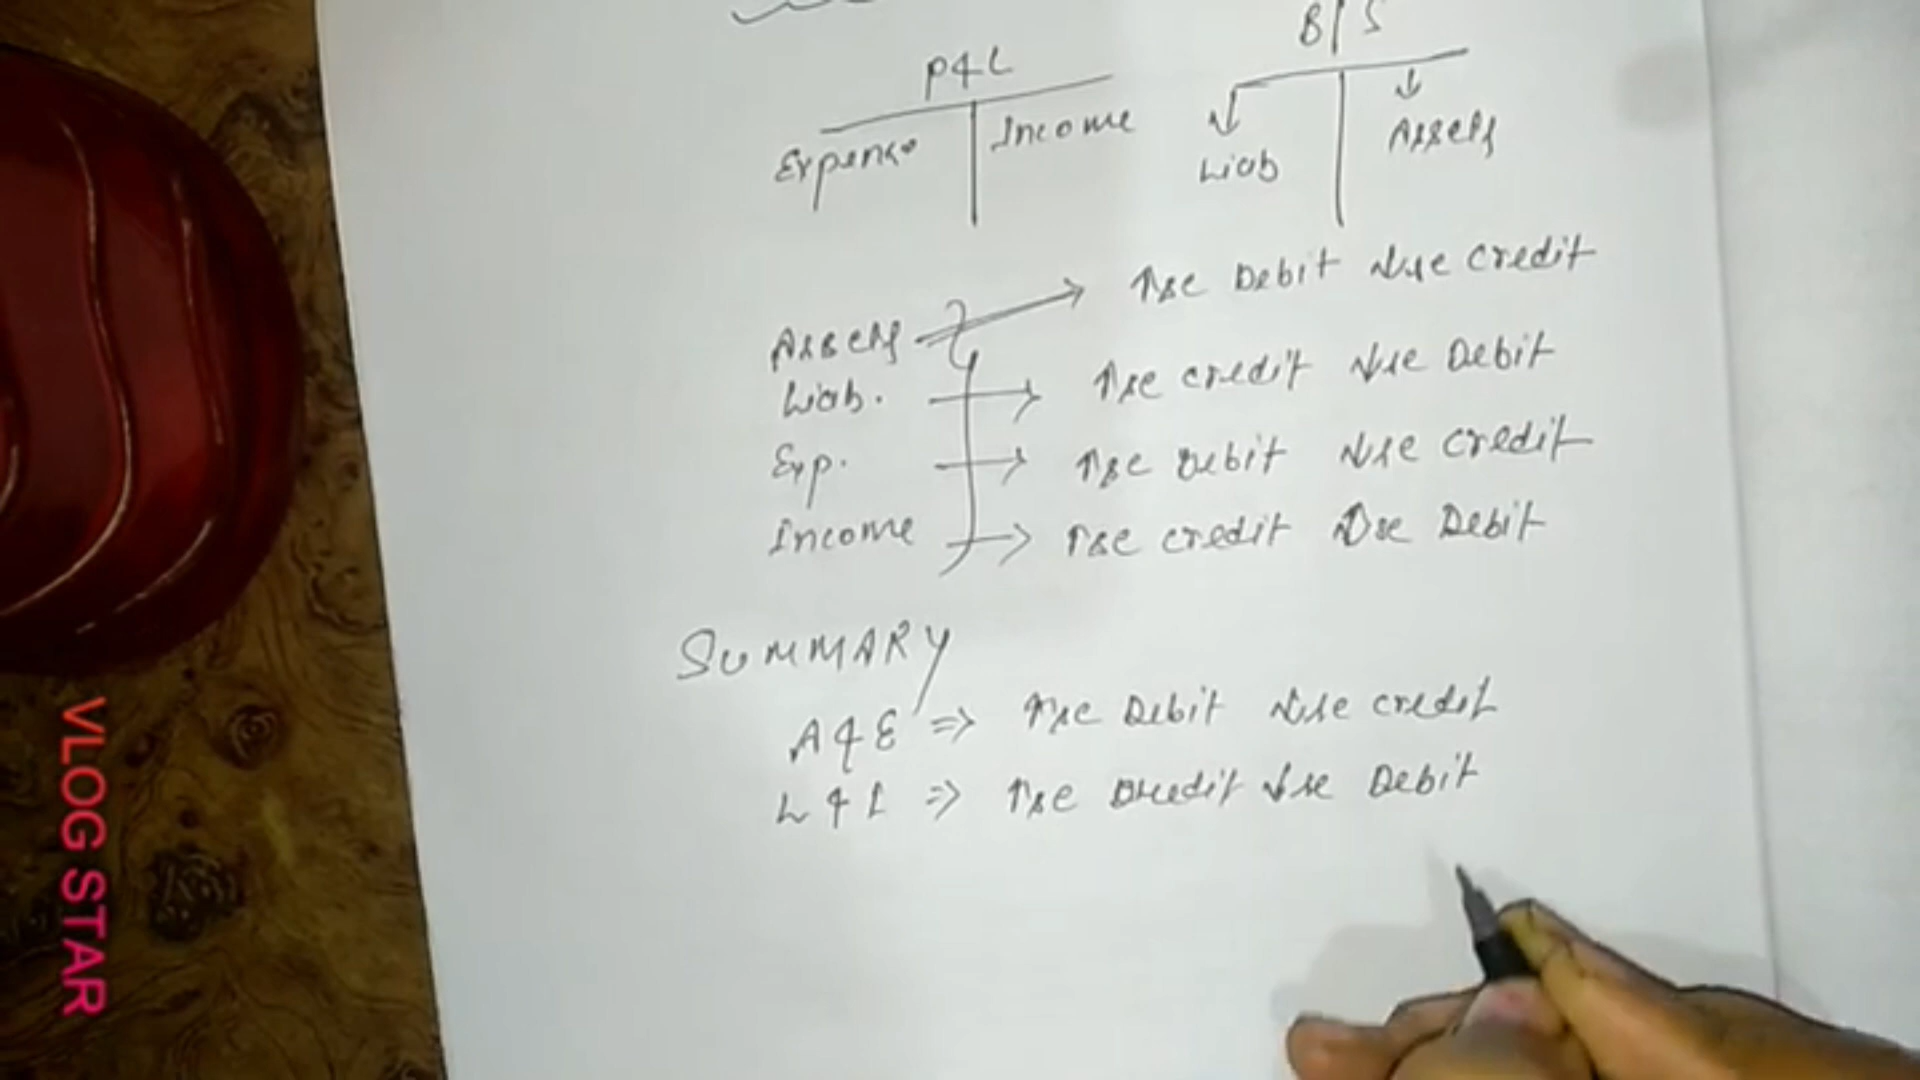 P&L
B/S
Expense
Income
Liab
Assets
Assets → ↑se Debit ↓se credit
Liab. → ↑se credit ↓se Debit
Exp. → ↑se Debit ↓se credit
Income → ↑se credit ↓se Debit
SUMMARY
A & E => ↑se Debit ↓se credit
L & I => ↑se credit ↓se Debit
VLOG STAR